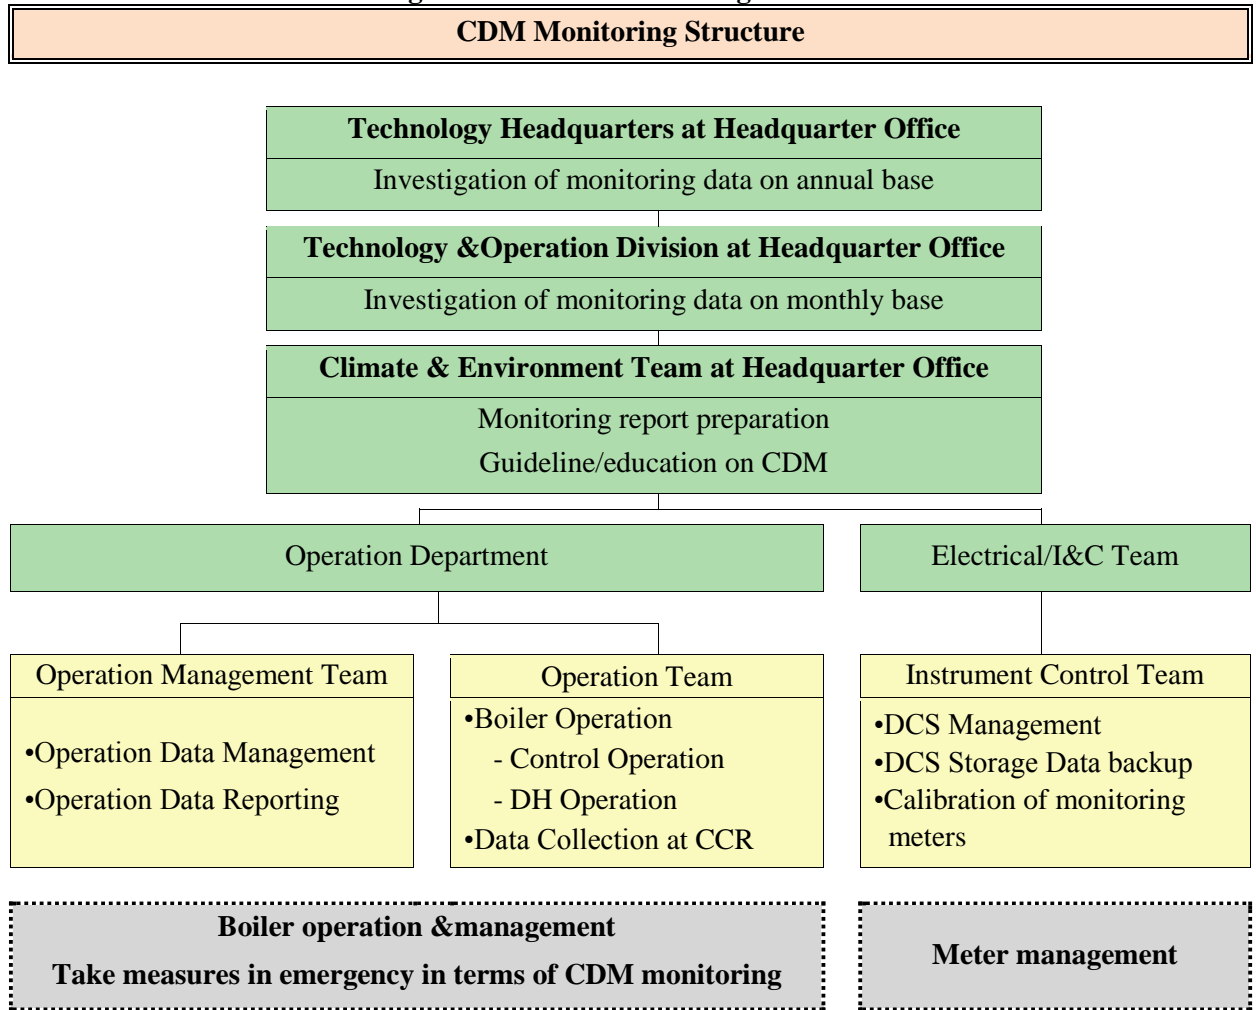 CDM Monitoring Structure
Technology Headquarters at Headquarter Office
Investigation of monitoring data on annual base
Technology &Operation Division at Headquarter Office
Investigation of monitoring data on monthly base
Climate & Environment Team at Headquarter Office
Monitoring report preparation
Guideline/education on CDM
Operation Department
Electrical/I&C Team
Operation Management Team
•Operation Data Management
•Operation Data Reporting
Operation Team
•Boiler Operation
- Control Operation
- DH Operation
•Data Collection at CCR
Instrument Control Team
•DCS Management
•DCS Storage Data backup
•Calibration of monitoring
meters
Boiler operation &management
Take measures in emergency in terms of CDM monitoring
Meter management